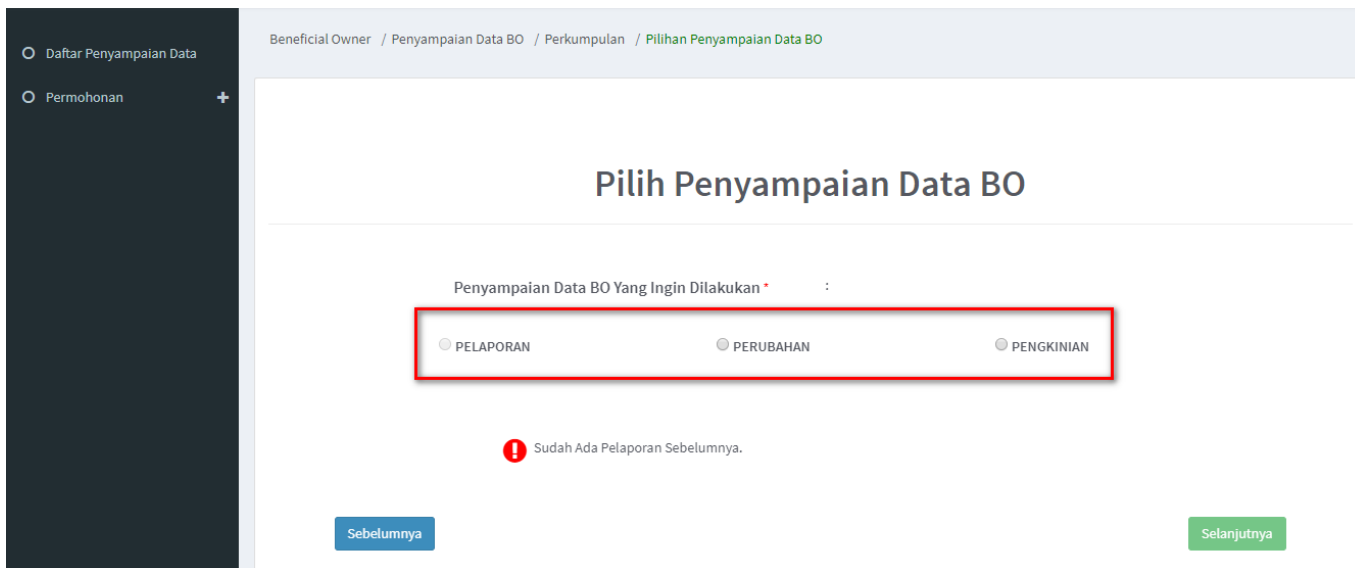 Daftar Penyampaian Data
Permohonan +
Beneficial Owner / Penyampaian Data BO / Perkumpulan / Pilihan Penyampaian Data BO
Pilih Penyampaian Data BO
Penyampaian Data BO Yang Ingin Dilakukan * :
PELAPORAN PERUBAHAN PENGKINIAN
Sudah Ada Pelaporan Sebelumnya.
Sebelumnya Selanjutnya